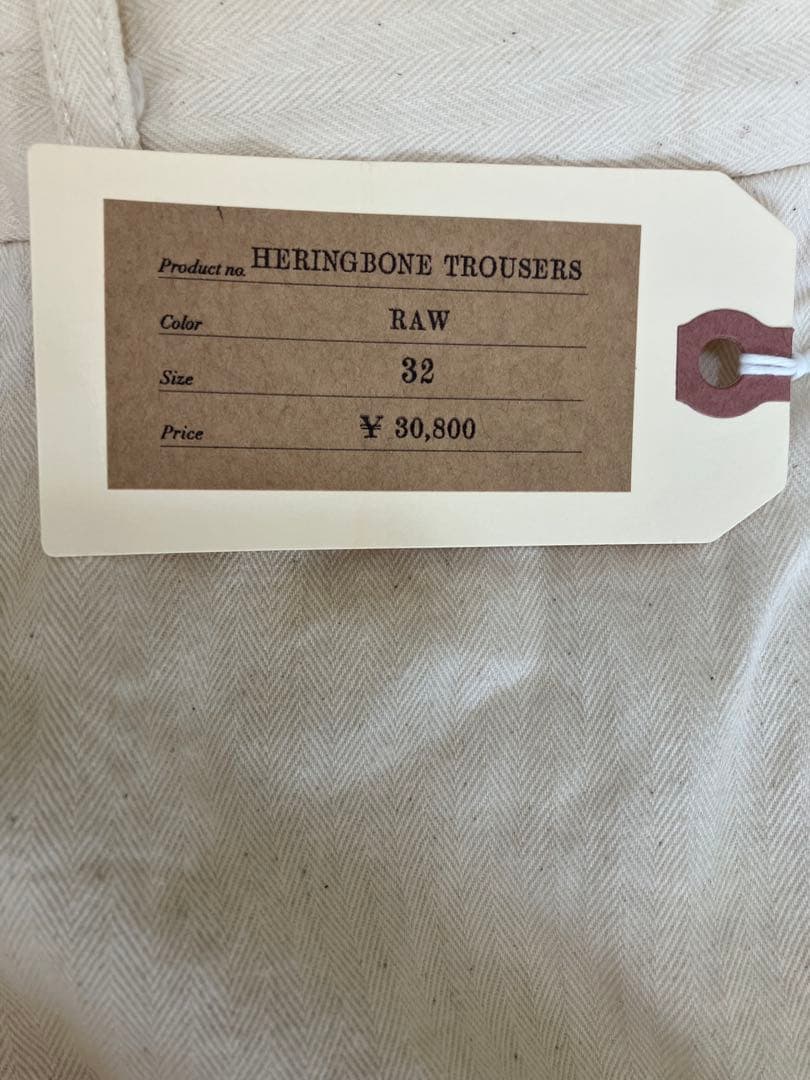 Product no. HERINGBONE TROUSERS
Color RAW
Size 32
Price ¥ 30,800